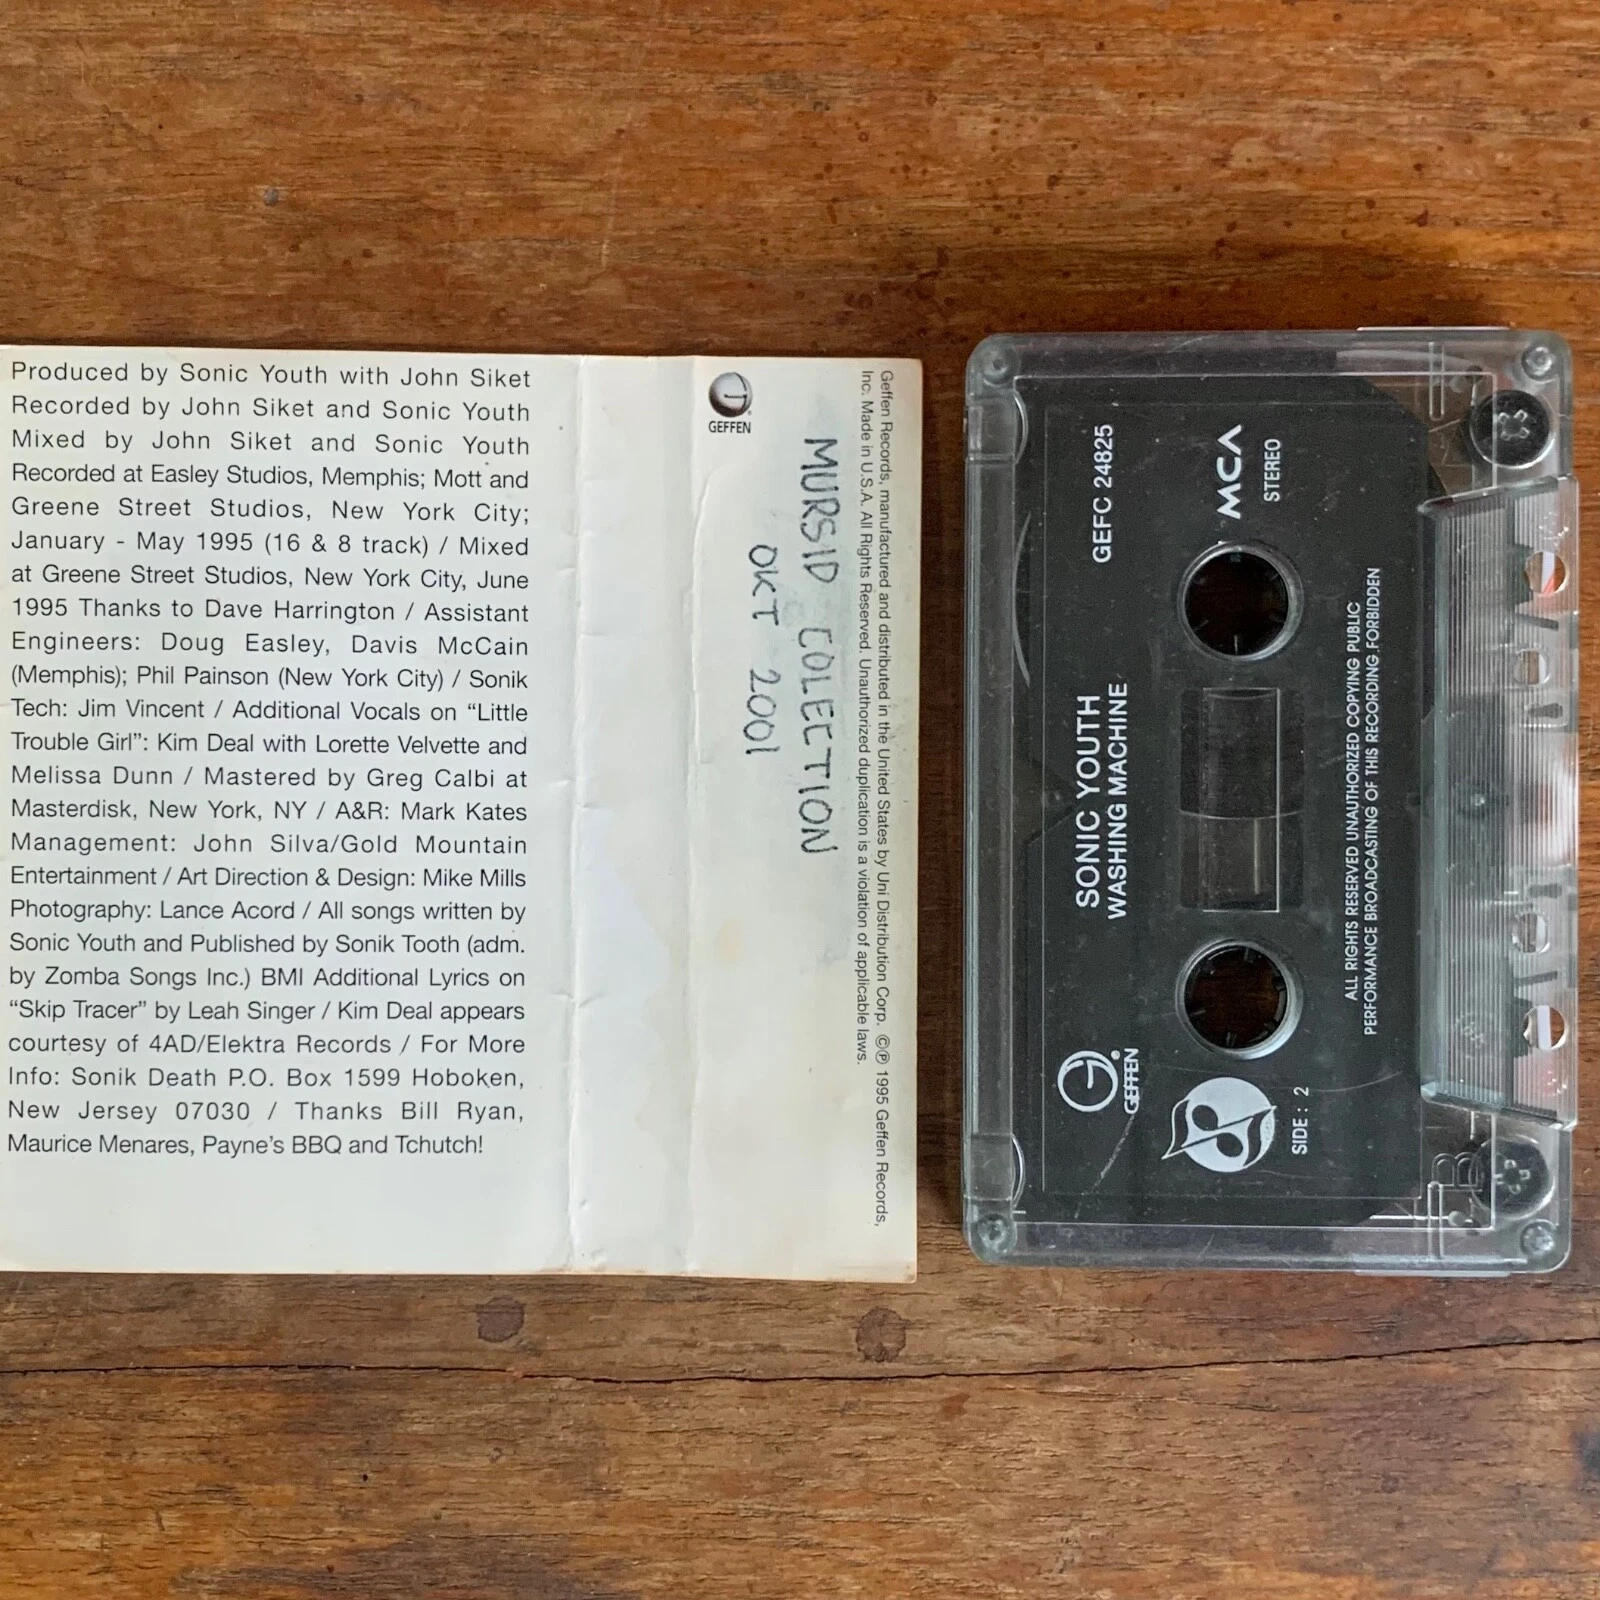 Produced by Sonic Youth with John Siket
Recorded by John Siket and Sonic Youth
Mixed by John Siket and Sonic Youth
Recorded at Easley Studios, Memphis; Mott and
Greene Street Studios, New York City;
January - May 1995 (16 & 8 track) / Mixed
at Greene Street Studios, New York City, June
1995 Thanks to Dave Harrington / Assistant
Engineers: Doug Easley, Davis McCain
(Memphis); Phil Painson (New York City) / Sonik
Tech: Jim Vincent / Additional Vocals on “Little
Trouble Girl”: Kim Deal with Lorette Velvette and
Melissa Dunn / Mastered by Greg Calbi at
Masterdisk, New York, NY / A&R: Mark Kates
Management: John Silva/Gold Mountain
Entertainment / Art Direction & Design: Mike Mills
Photography: Lance Acord / All songs written by
Sonic Youth and Published by Sonik Tooth (adm.
by Zomba Songs Inc.) BMI Additional Lyrics on
“Skip Tracer” by Leah Singer / Kim Deal appears
courtesy of 4AD/Elektra Records / For More
Info: Sonik Death P.O. Box 1599 Hoboken,
New Jersey 07030 / Thanks Bill Ryan,
Maurice Menares, Payne’s BBQ and Tchutch!
GEFFEN
Geffen Records, manufactured and distributed in the United States by Uni Distribution Corp. ©℗ 1995 Geffen Records,
Inc. Made in U.S.A. All Rights Reserved. Unauthorized duplication is a violation of applicable laws.
MURSID COLEETION
OKT 2001
GEFC 24825
SONIC YOUTH
WASHING MACHINE
GEFFEN
MCA
STEREO
SIDE : 2
ALL RIGHTS RESERVED UNAUTHORIZED COPYING PUBLIC
PERFORMANCE BROADCASTING OF THIS RECORDING FORBIDDEN
B